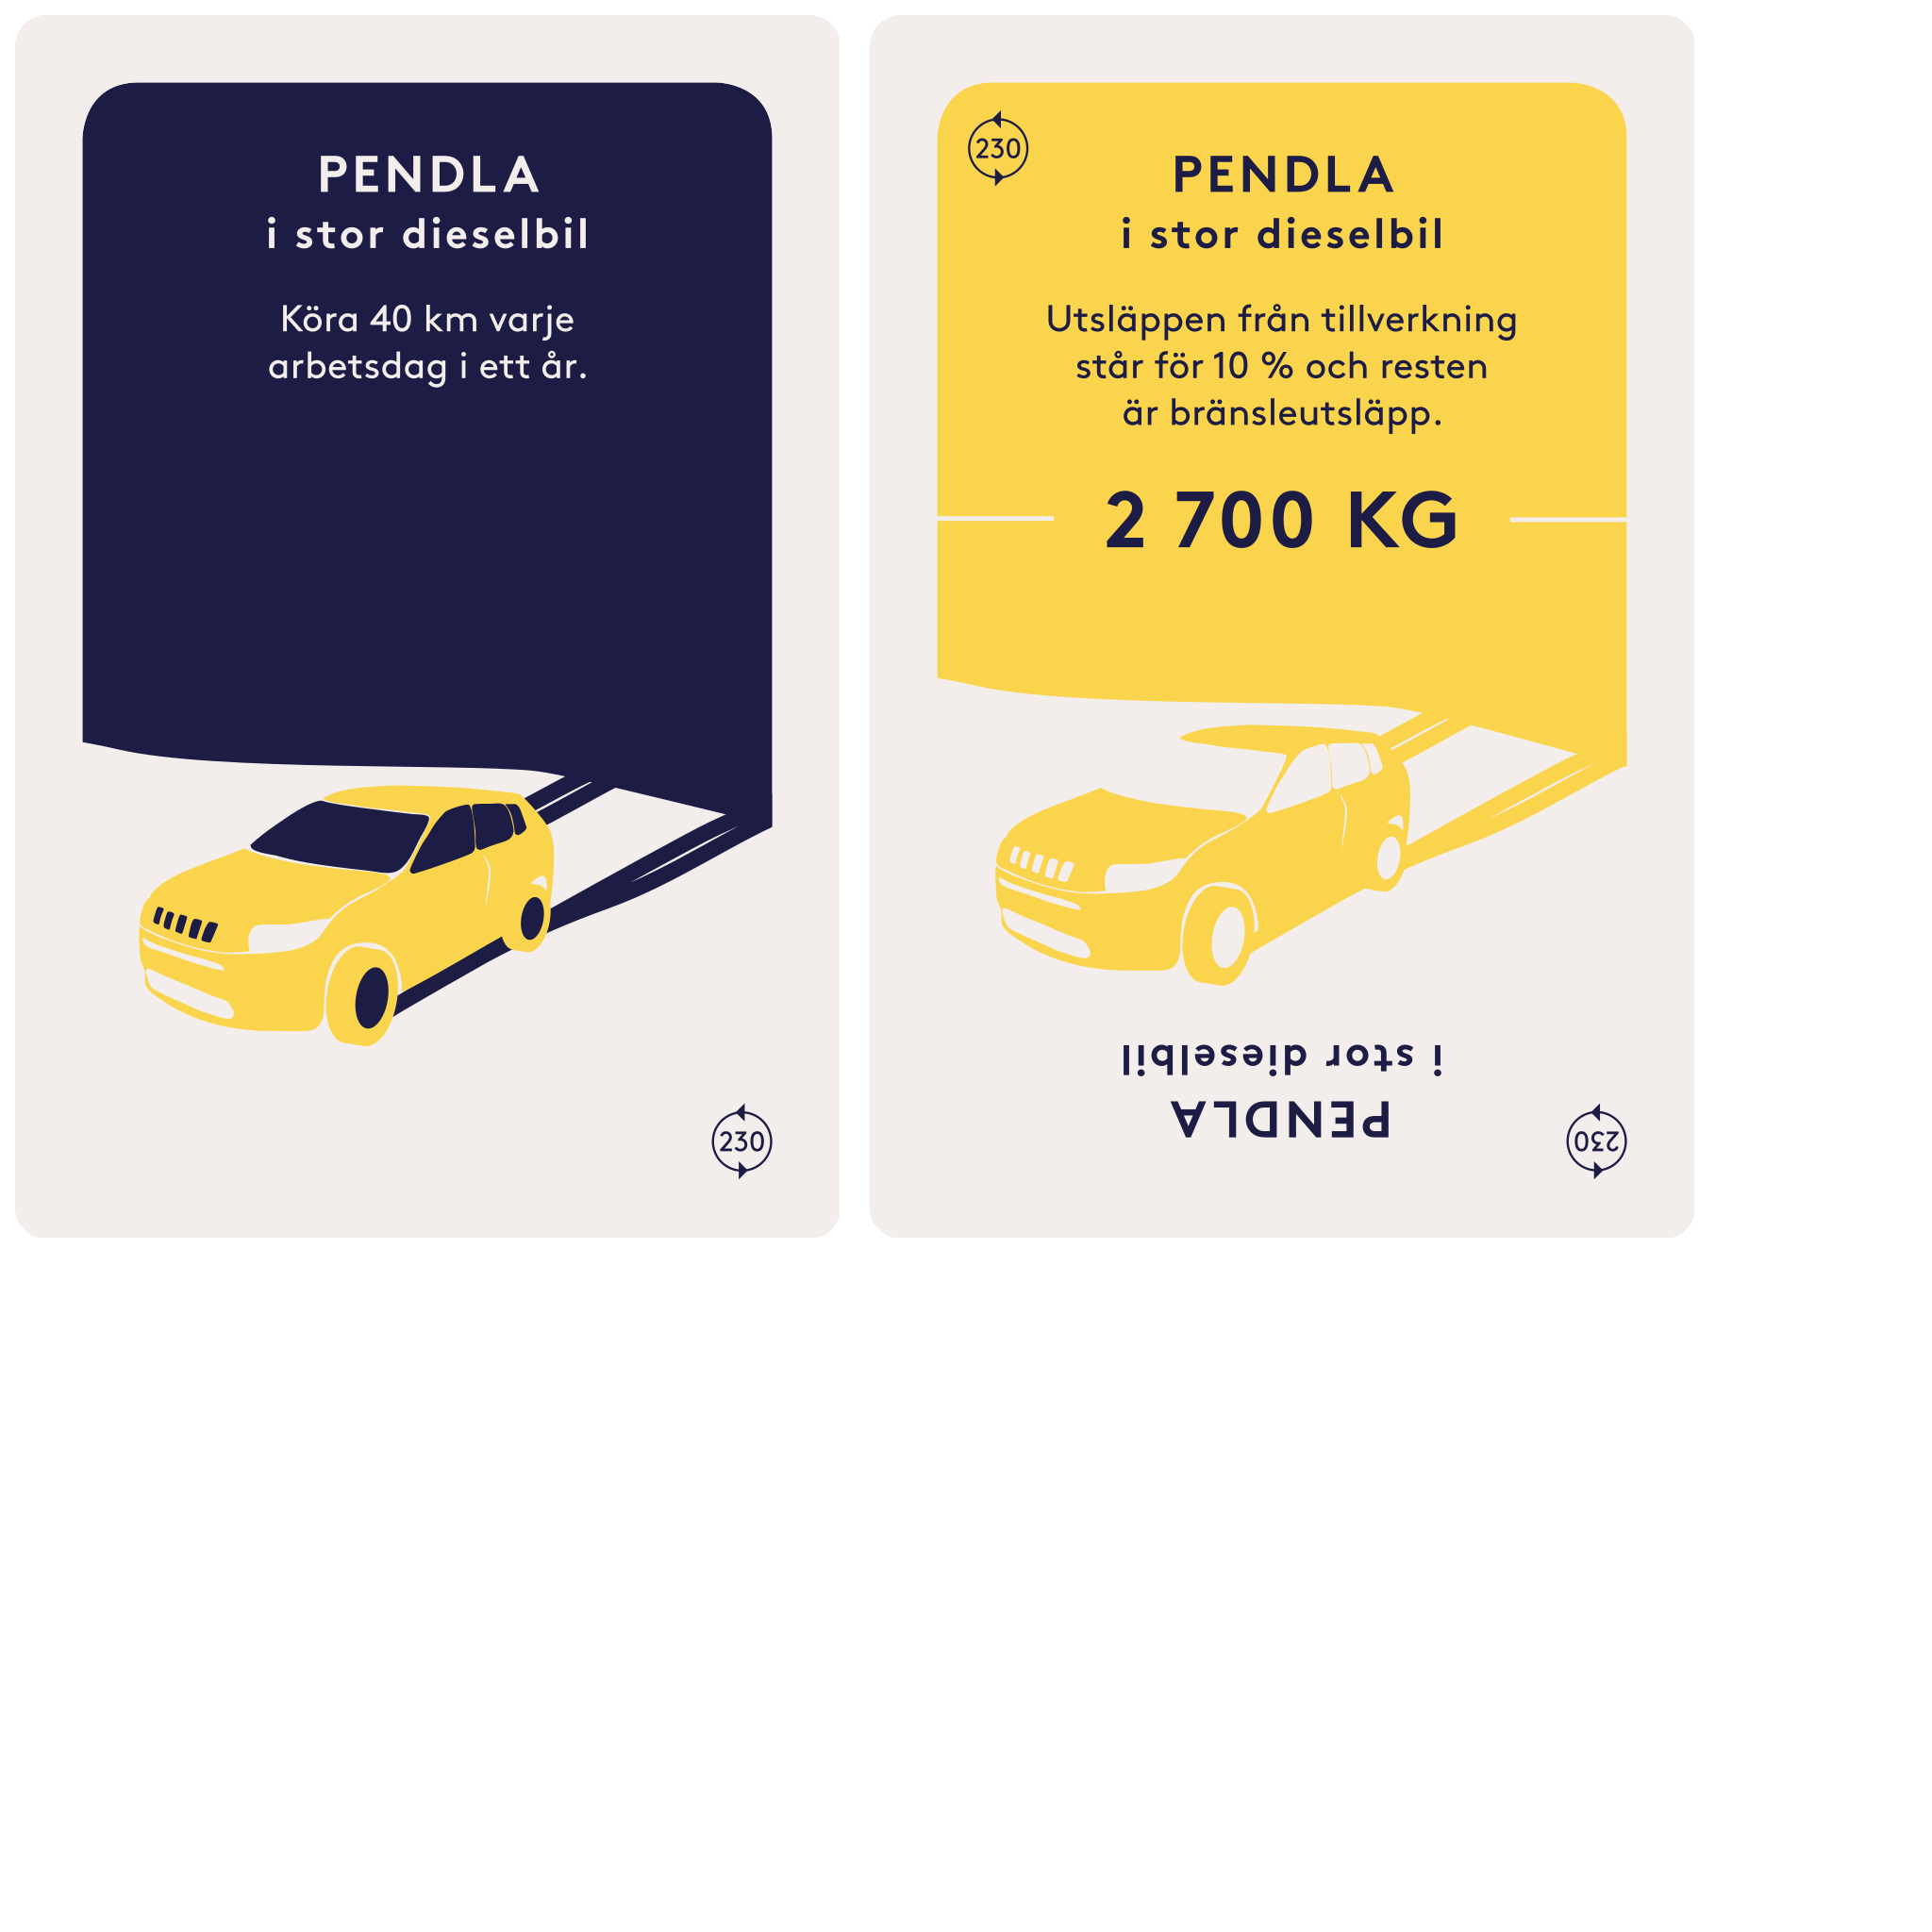 PENDLA
i stor dieselbil
Köra 40 km varje
arbetsdag i ett år.
230
230
PENDLA
i stor dieselbil
Utsläppen från tillverkning
står för 10 % och resten
är bränsleutsläpp.
2 700 KG
PENDLA
i stor dieselbil
230